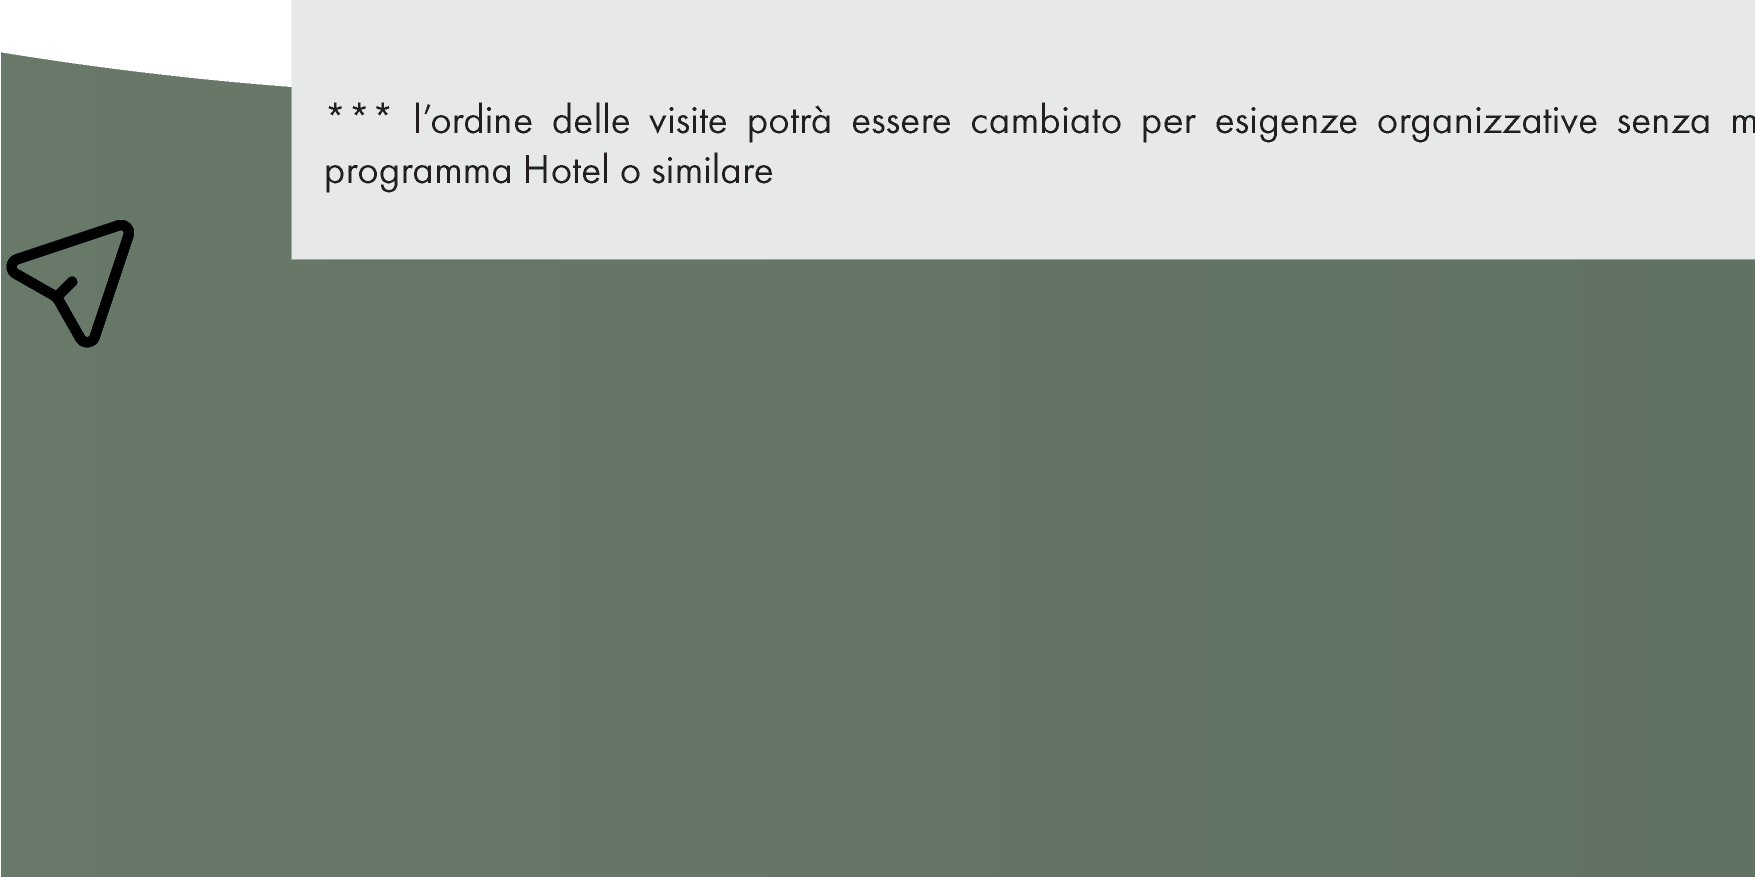 *** l’ordine delle visite potrà essere cambiato per esigenze organizzative senza
programma Hotel o similare